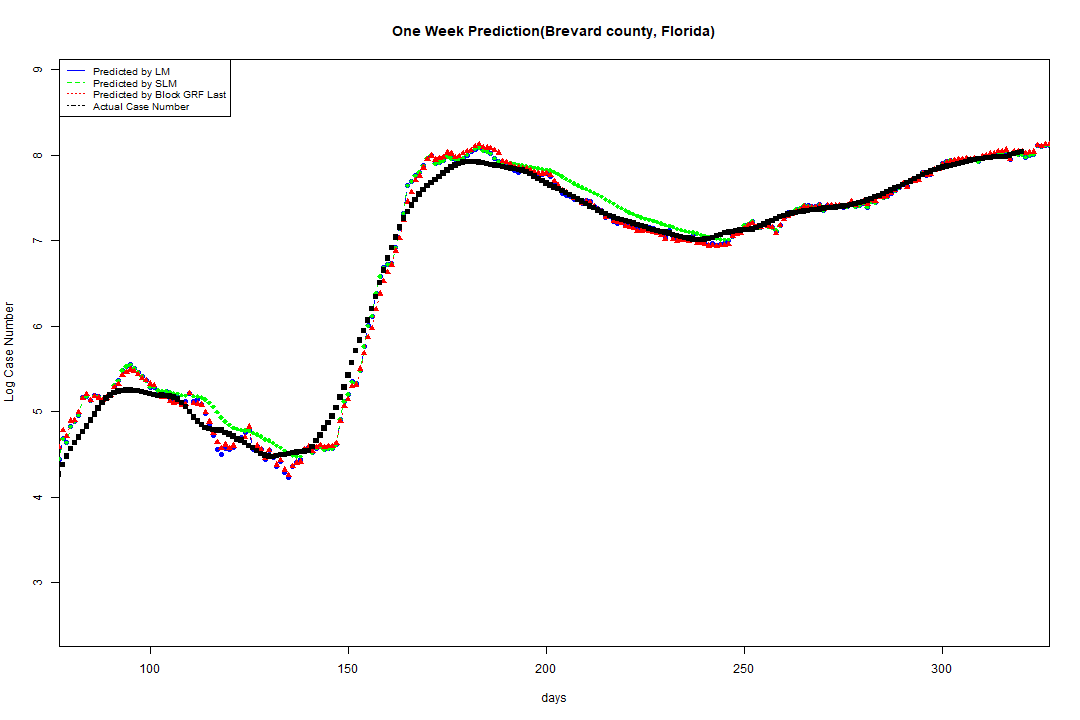 One Week Prediction(Brevard county, Florida)
Predicted by LM
Predicted by SLM
Predicted by Block GRF Last
Actual Case Number
9
8
7
6
5
4
3
Log Case Number
100 150 200 250 300
days